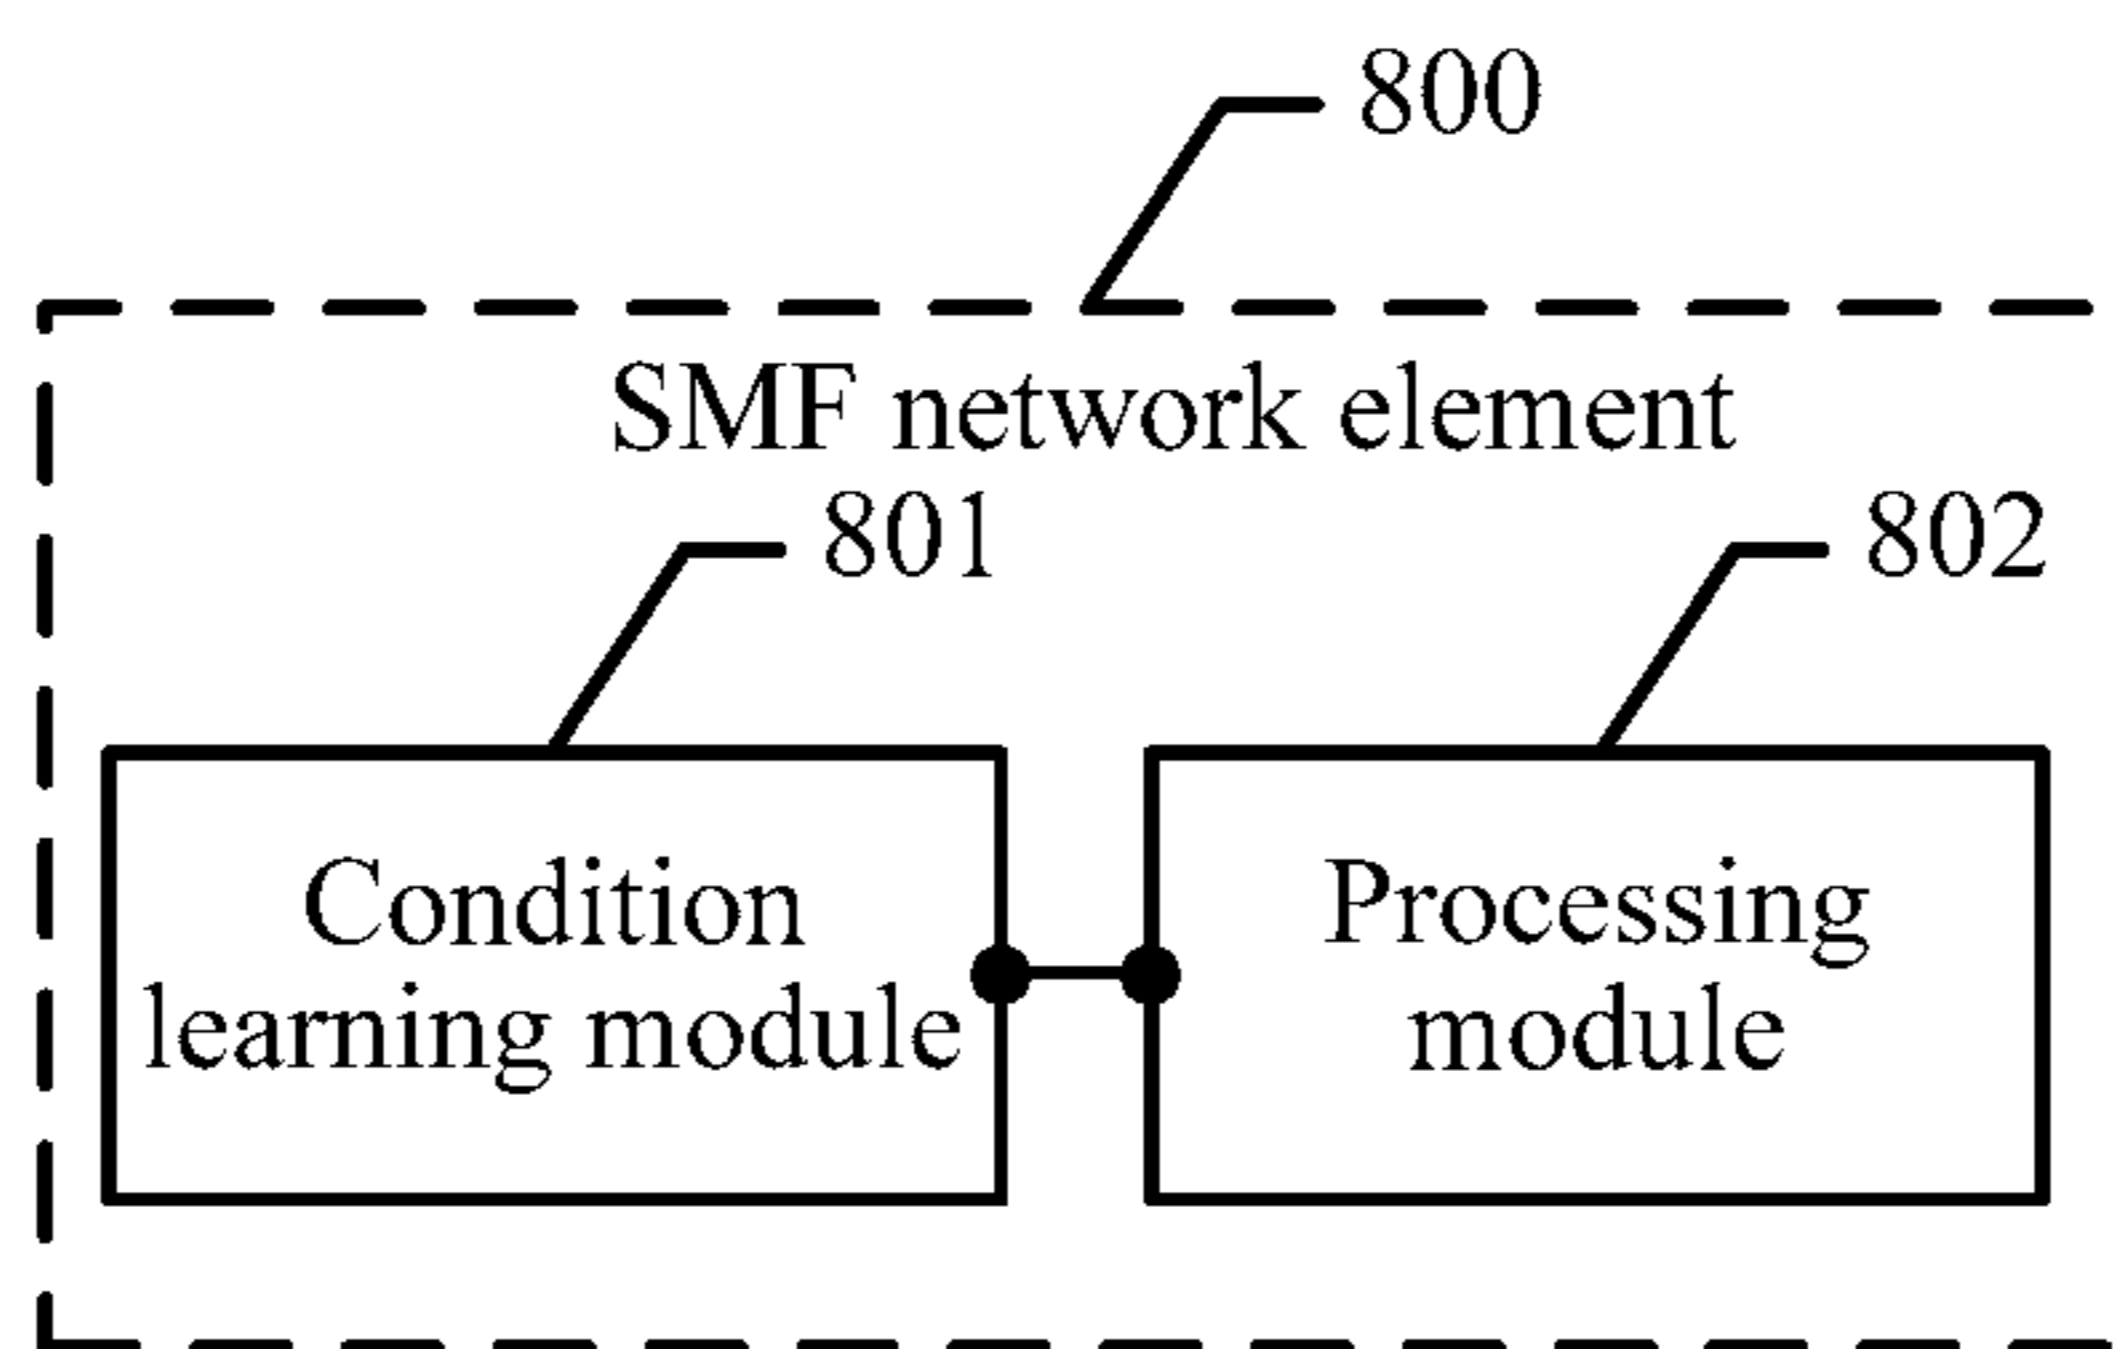 800
SMF network element
801
802
Condition
learning module
Processing
module